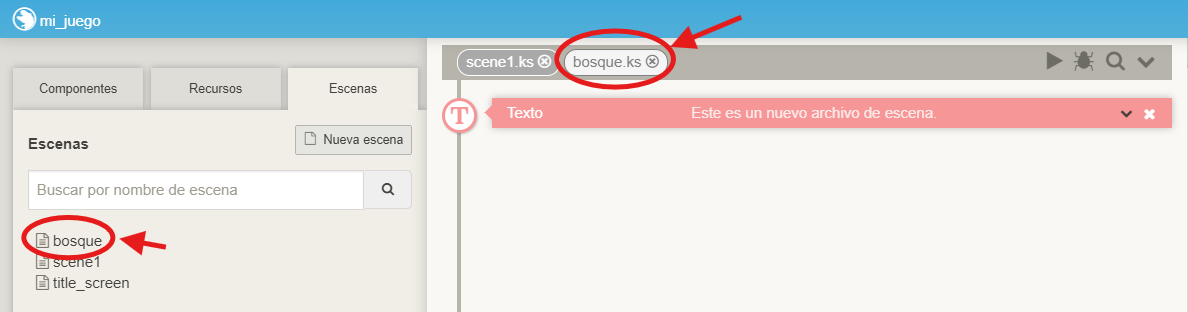 mi_juego
Componentes
Recursos
Escenas
Escenas
Nueva escena
Buscar por nombre de escena
bosque
scene1
title_screen
scene1.ks
bosque.ks
T
Texto
Este es un nuevo archivo de escena.